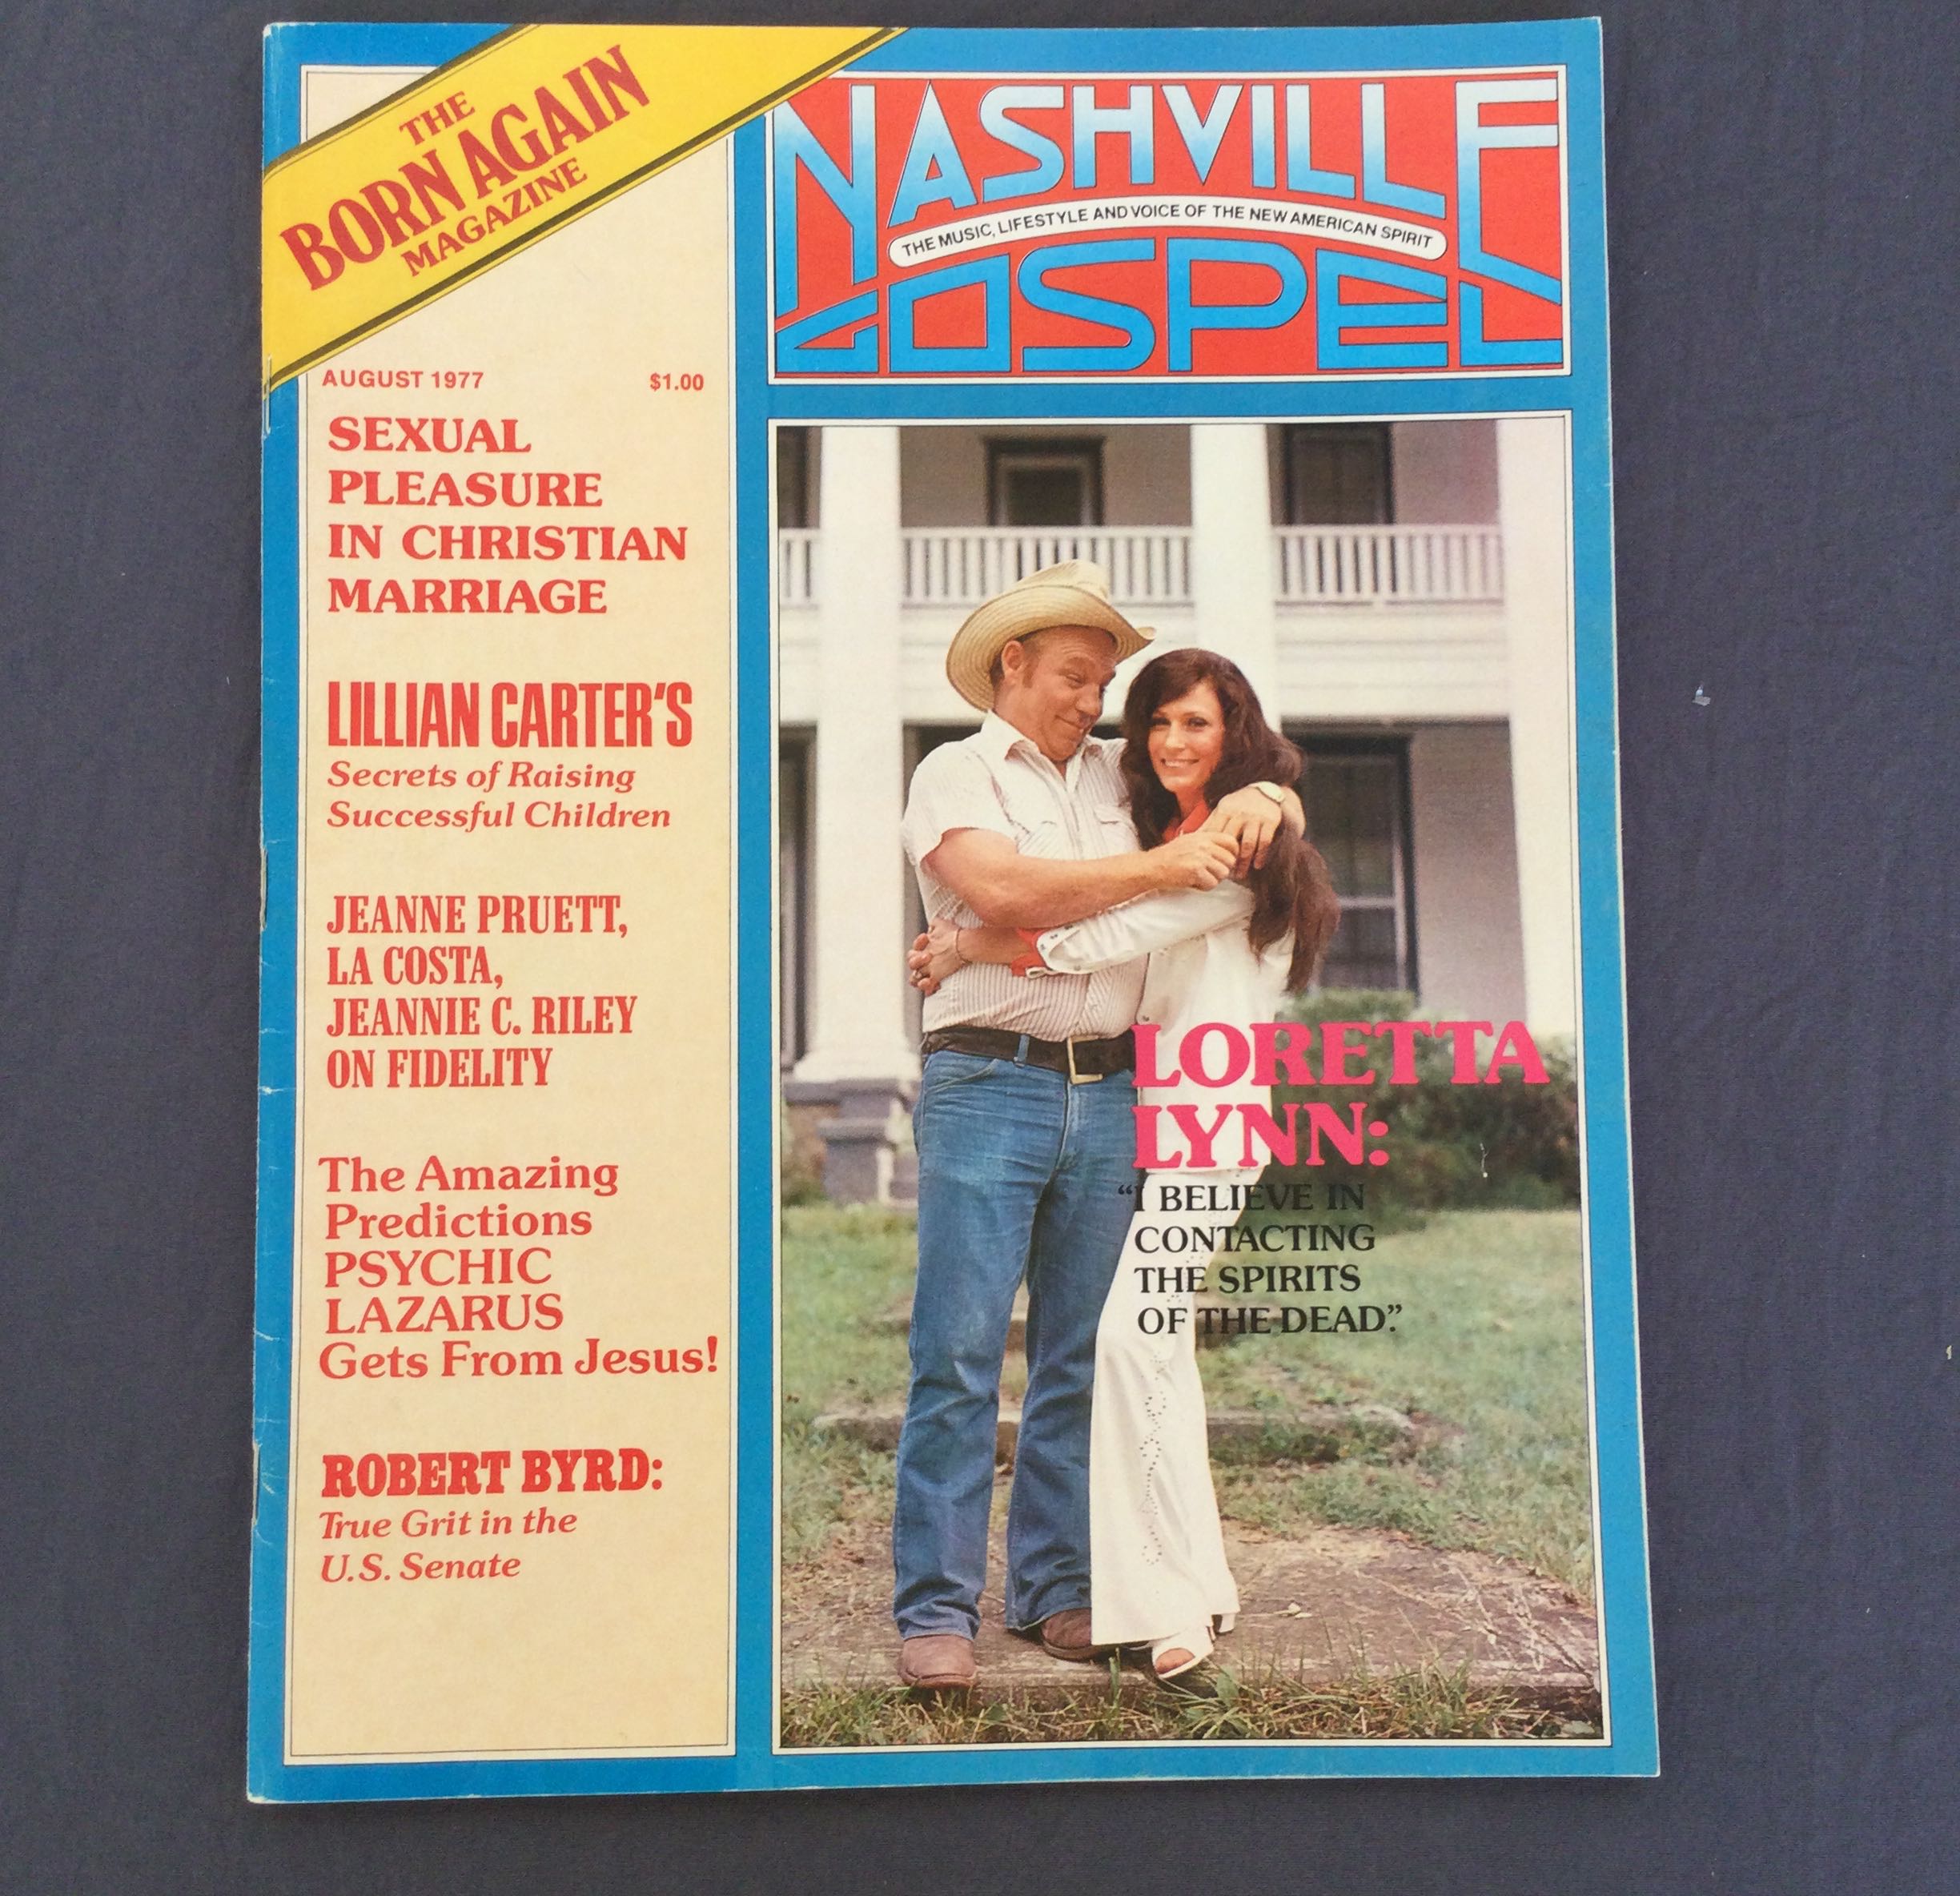 THE
BORN AGAIN
MAGAZINE
NASHVILLE
THE MUSIC, LIFESTYLE AND VOICE OF THE NEW AMERICAN SPIRIT
GOSPEL
AUGUST 1977 $1.00
SEXUAL
PLEASURE
IN CHRISTIAN
MARRIAGE
LILLIAN CARTER'S
Secrets of Raising
Successful Children
JEANNE PRUETT,
LA COSTA,
JEANNIE C. RILEY
ON FIDELITY
The Amazing
Predictions
PSYCHIC
LAZARUS
Gets From Jesus!
ROBERT BYRD:
True Grit in the
U.S. Senate
LORETTA
LYNN:
“I BELIEVE IN
CONTACTING
THE SPIRITS
OF THE DEAD.”